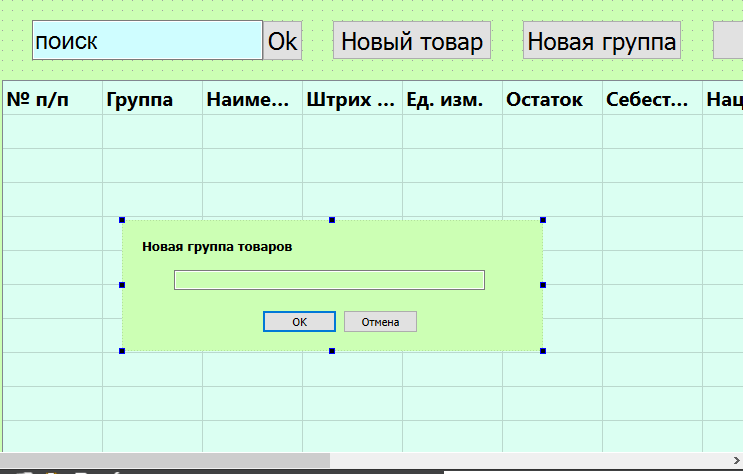 поиск Ok Новый товар Новая группа
№ п/п Группа Наиме... Штрих ... Ед. изм. Остаток Себест... Нац
Новая группа товаров
OK Отмена